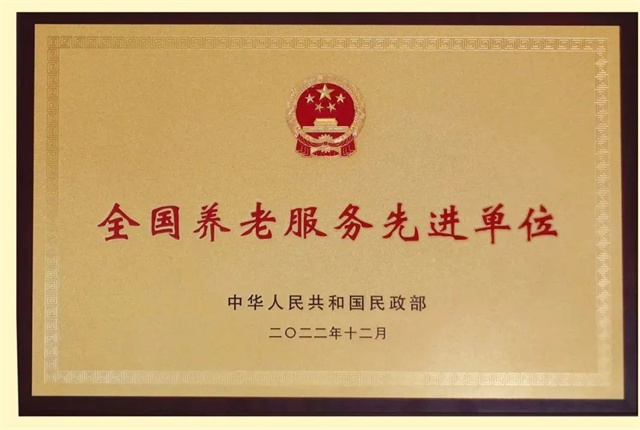 全国养老服务先进单位
中华人民共和国民政部
二〇二二年十二月